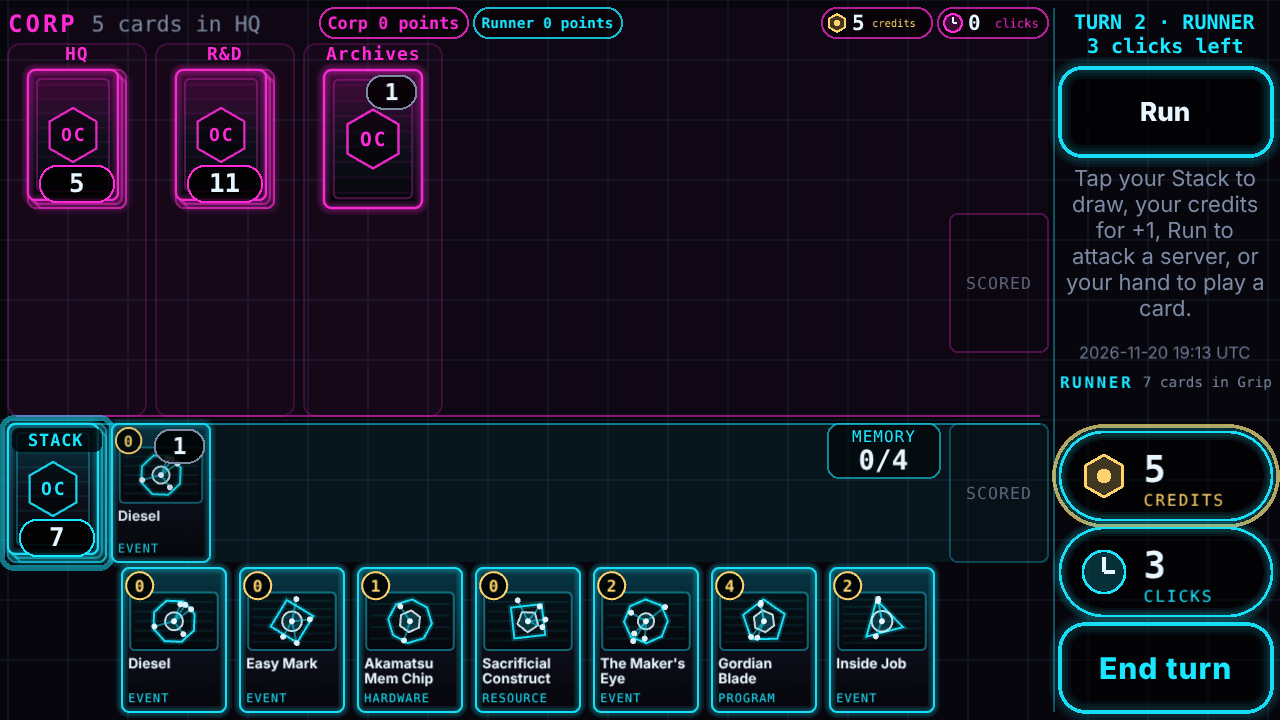 CORP 5 cards in HQ
Corp 0 points
Runner 0 points
5 credits
0 clicks
HQ
R&D
Archives
OC
5
OC
11
1
OC
SCORED
TURN 2 · RUNNER
3 clicks left
Run
Tap your Stack to
draw, your credits
for +1, Run to
attack a server, or
your hand to play a
card.
2026-11-20 19:13 UTC
RUNNER 7 cards in Grip
STACK
OC
7
0
1
Diesel
EVENT
MEMORY
0/4
SCORED
5
CREDITS
3
CLICKS
End turn
0
Diesel
EVENT
0
Easy Mark
EVENT
1
Akamatsu
Mem Chip
HARDWARE
0
Sacrificial
Construct
RESOURCE
2
The Maker's
Eye
EVENT
4
Gordian
Blade
PROGRAM
2
Inside Job
EVENT